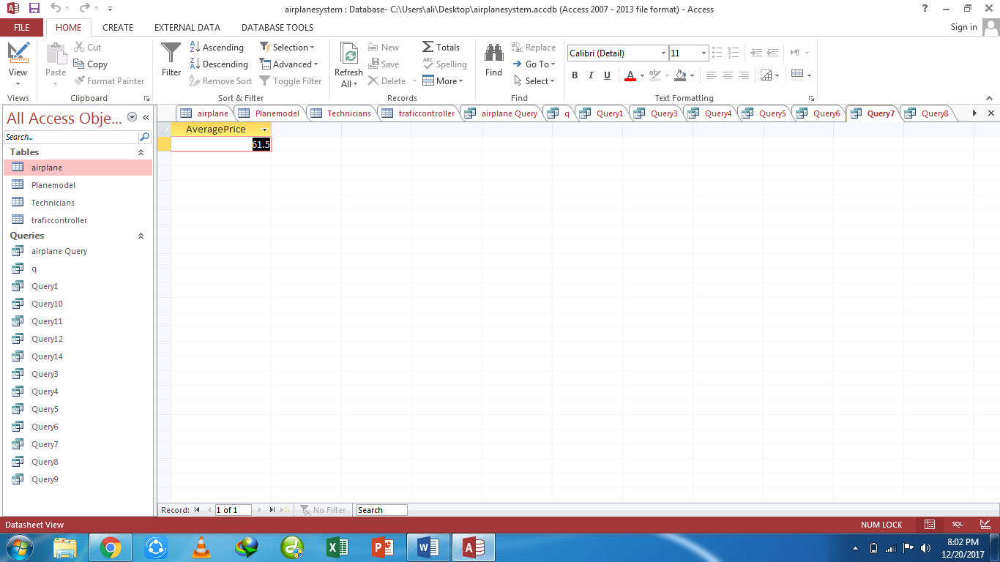 airplanesystem : Database- C:\Users\ali\Desktop\airplanesystem.accdb (Access 2007 - 2013 file format) - Access
FILE HOME CREATE EXTERNAL DATA DATABASE TOOLS Sign in
View
Views
Paste
Cut
Copy
Format Painter
Clipboard
Filter
Ascending
Descending
Remove Sort
Selection
Advanced
Toggle Filter
Sort & Filter
Refresh
All
New
Save
Delete
Totals
Spelling
More
Records
Find
Replace
Go To
Select
Find
Calibri (Detail) 11
B I U A
Text Formatting
All Access Obje...
Search...
Tables
airplane
Planemodel
Technicians
traficcontroller
Queries
airplane Query
q
Query1
Query10
Query11
Query12
Query14
Query3
Query4
Query5
Query6
Query7
Query8
Query9
airplane Planemodel Technicians traficcontroller airplane Query q Query1 Query3 Query4 Query5 Query6 Query7 Query8
AveragePrice
61.5
Record: 1 of 1 No Filter Search
Datasheet View NUM LOCK SQL
8:02 PM
12/20/2017